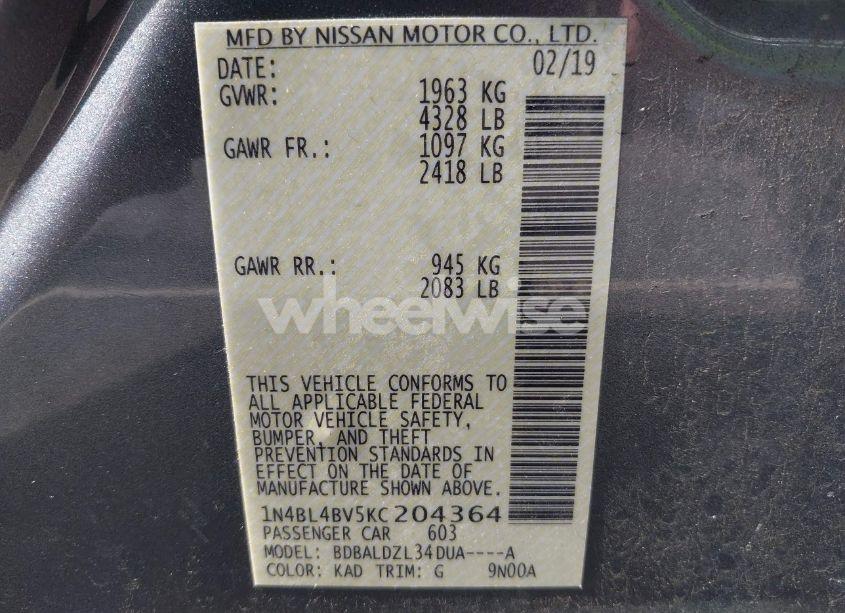 MFD BY NISSAN MOTOR CO., LTD.
DATE: 02/19
GVWR: 1963 KG
4328 LB
GAWR FR.: 1097 KG
2418 LB
GAWR RR.: 945 KG
2083 LB
wheelwise
THIS VEHICLE CONFORMS TO
ALL APPLICABLE FEDERAL
MOTOR VEHICLE SAFETY,
BUMPER, AND THEFT
PREVENTION STANDARDS IN
EFFECT ON THE DATE OF
MANUFACTURE SHOWN ABOVE.
1N4BL4BV5KC204364
PASSENGER CAR 603
MODEL: BDBALDZL34DUA----A
COLOR: KAD TRIM: G 9N00A